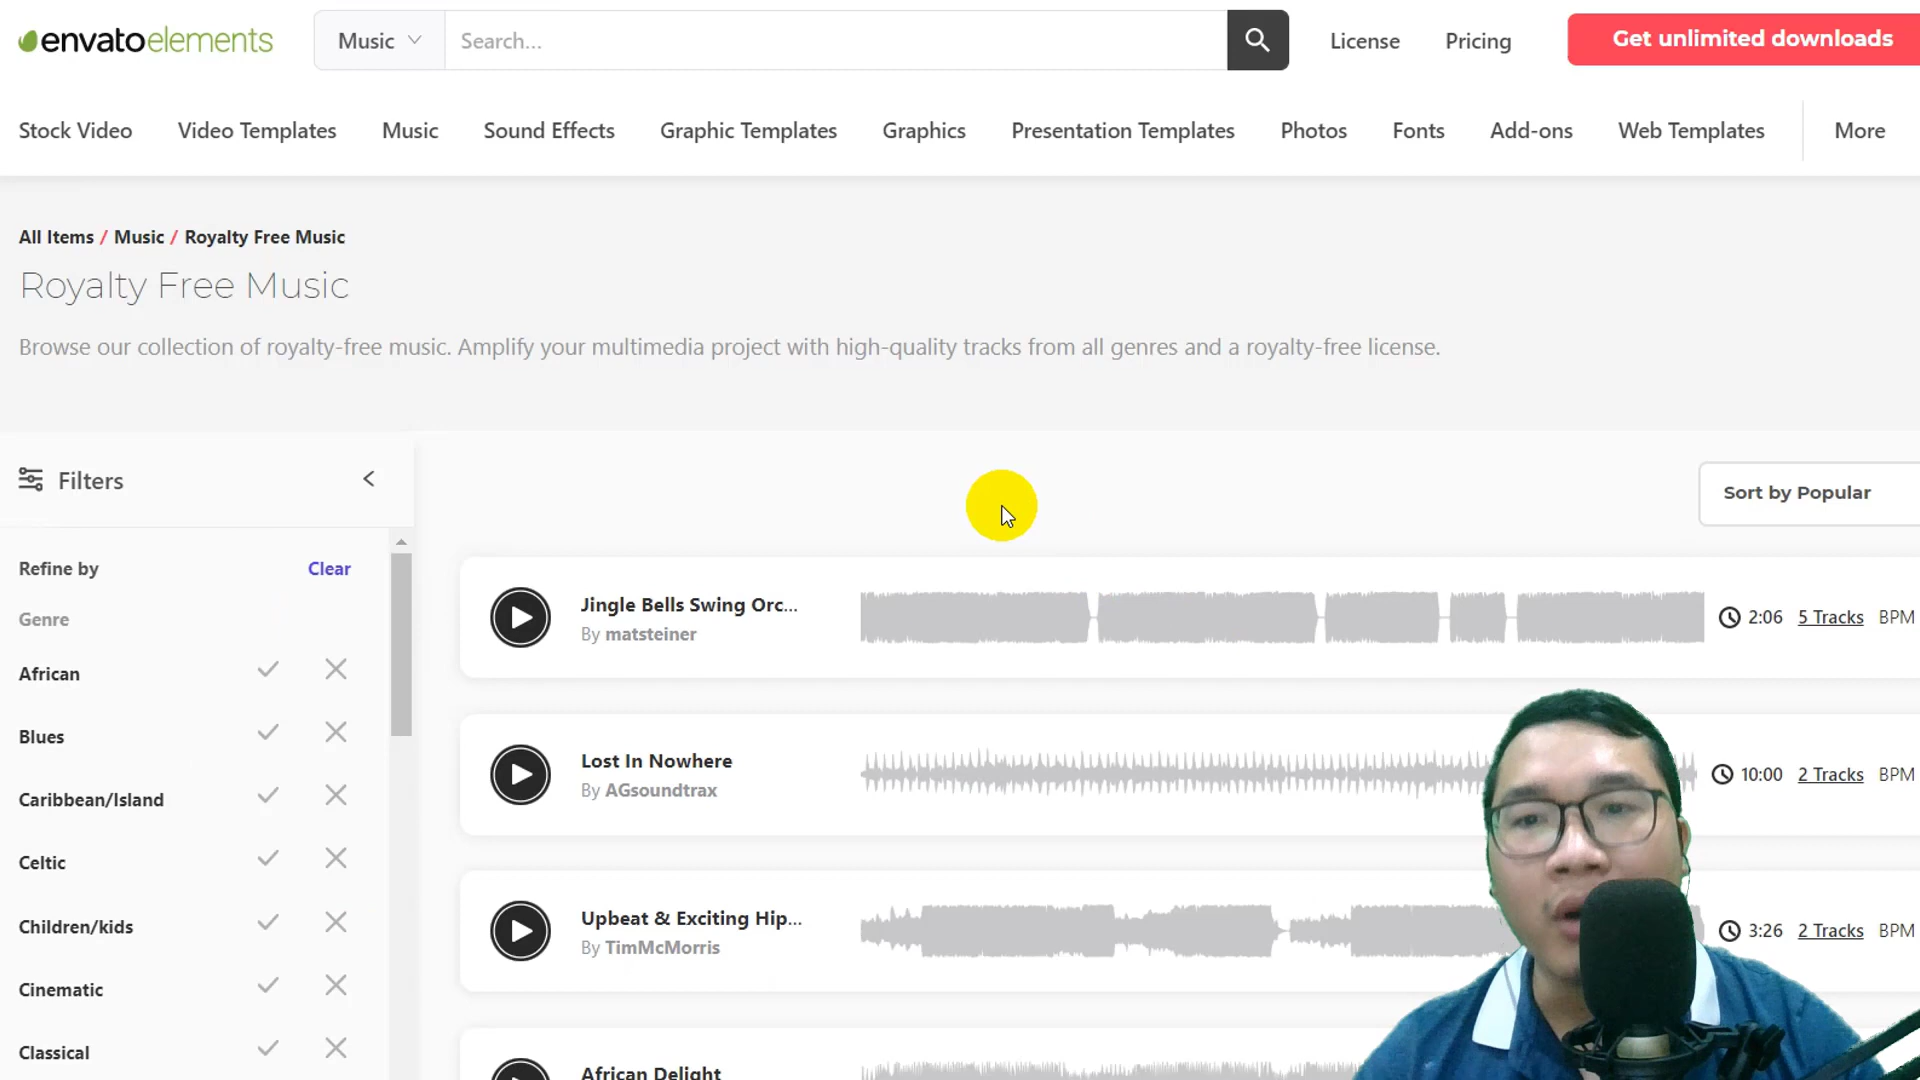 envatoelements
Music
Search...
License
Pricing
Get unlimited downloads
Stock Video
Video Templates
Music
Sound Effects
Graphic Templates
Graphics
Presentation Templates
Photos
Fonts
Add-ons
Web Templates
More
All Items / Music / Royalty Free Music
Royalty Free Music
Browse our collection of royalty-free music. Amplify your multimedia project with high-quality tracks from all genres and a royalty-free license.
Filters
Sort by Popular
Refine by
Clear
Genre
African
Blues
Caribbean/Island
Celtic
Children/kids
Cinematic
Classical
Jingle Bells Swing Orc...
By matsteiner
2:06
5 Tracks
BPM
Lost In Nowhere
By AGsoundtrax
10:00
2 Tracks
BPM
Upbeat & Exciting Hip...
By TimMcMorris
3:26
2 Tracks
BPM
African Delight